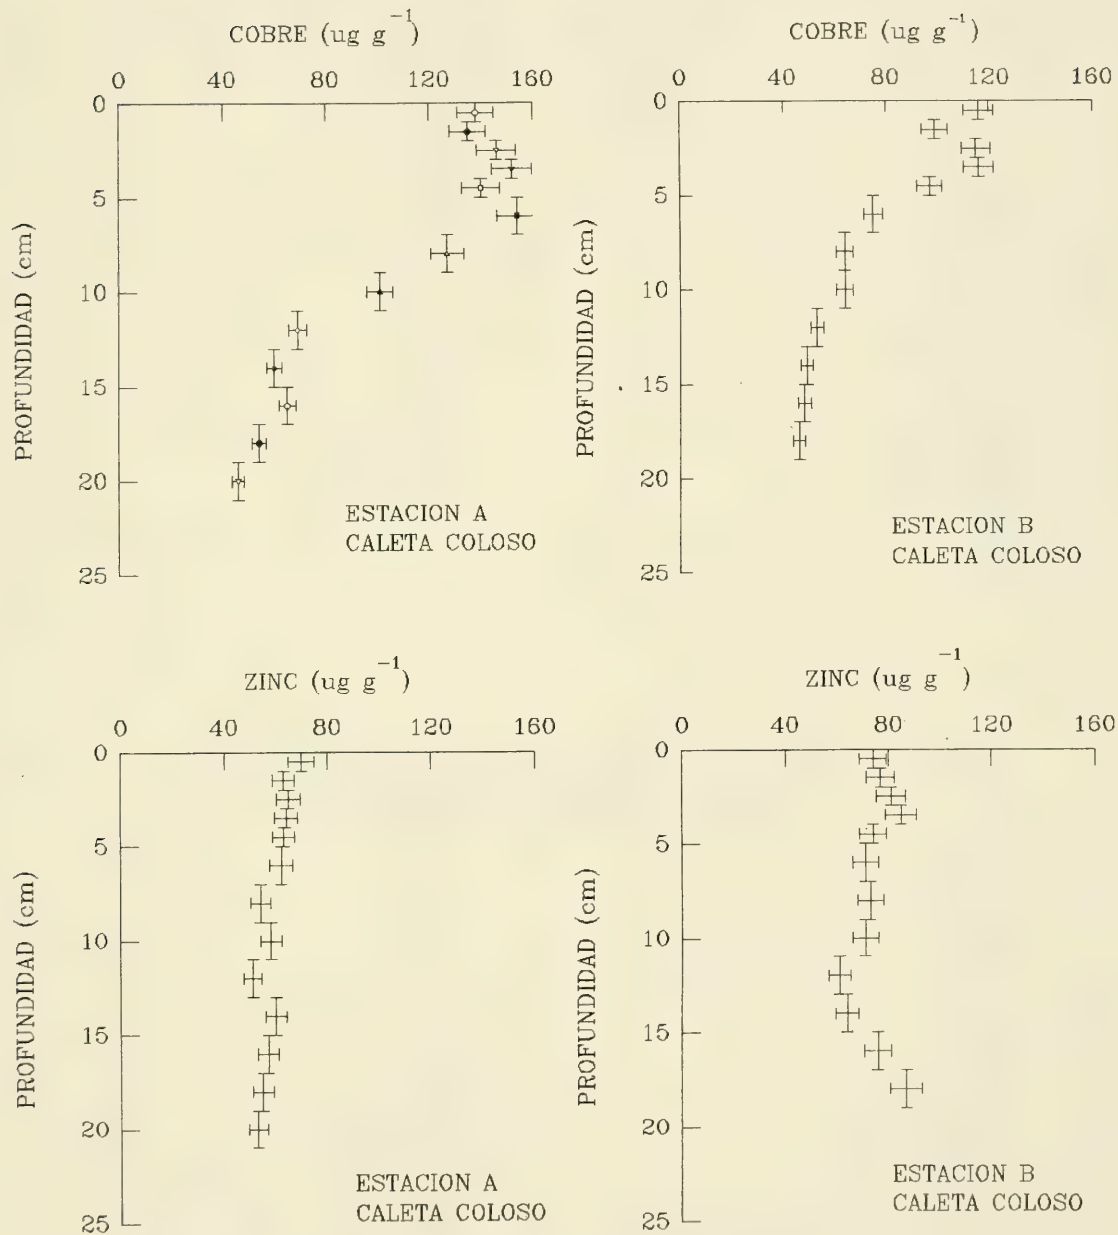 COBRE (ug g⁻¹)
0 40 80 120 160
0
5
10
15
20
25
PROFUNDIDAD (cm)
ESTACION A
CALETA COLOSO
COBRE (ug g⁻¹)
0 40 80 120 160
0
5
10
15
20
25
PROFUNDIDAD (cm)
ESTACION B
CALETA COLOSO
ZINC (ug g⁻¹)
0 40 80 120 160
0
5
10
15
20
25
PROFUNDIDAD (cm)
ESTACION A
CALETA COLOSO
ZINC (ug g⁻¹)
0 40 80 120 160
0
5
10
15
20
25
PROFUNDIDAD (cm)
ESTACION B
CALETA COLOSO